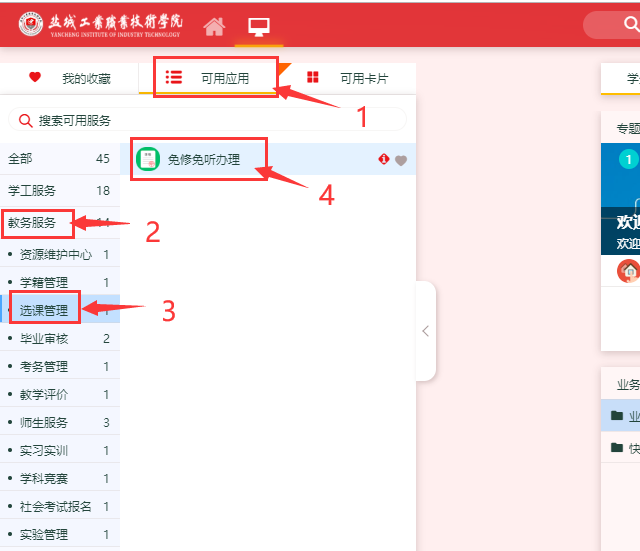 盐城工業職業技術學院
YANCHENG INSTITUTE OF INDUSTRY TECHNOLOGY
我的收藏
可用应用
可用卡片
1
搜索可用服务
全部 45
学工服务 18
教务服务 14
2
资源维护中心 1
学籍管理 1
选课管理 1
3
毕业审核 2
考务管理 1
教学评价 1
师生服务 3
实习实训 1
学科竞赛 1
社会考试报名 1
实验管理 1
免修免听办理
4
学
专题
1
欢迎
欢迎
业务
业
快